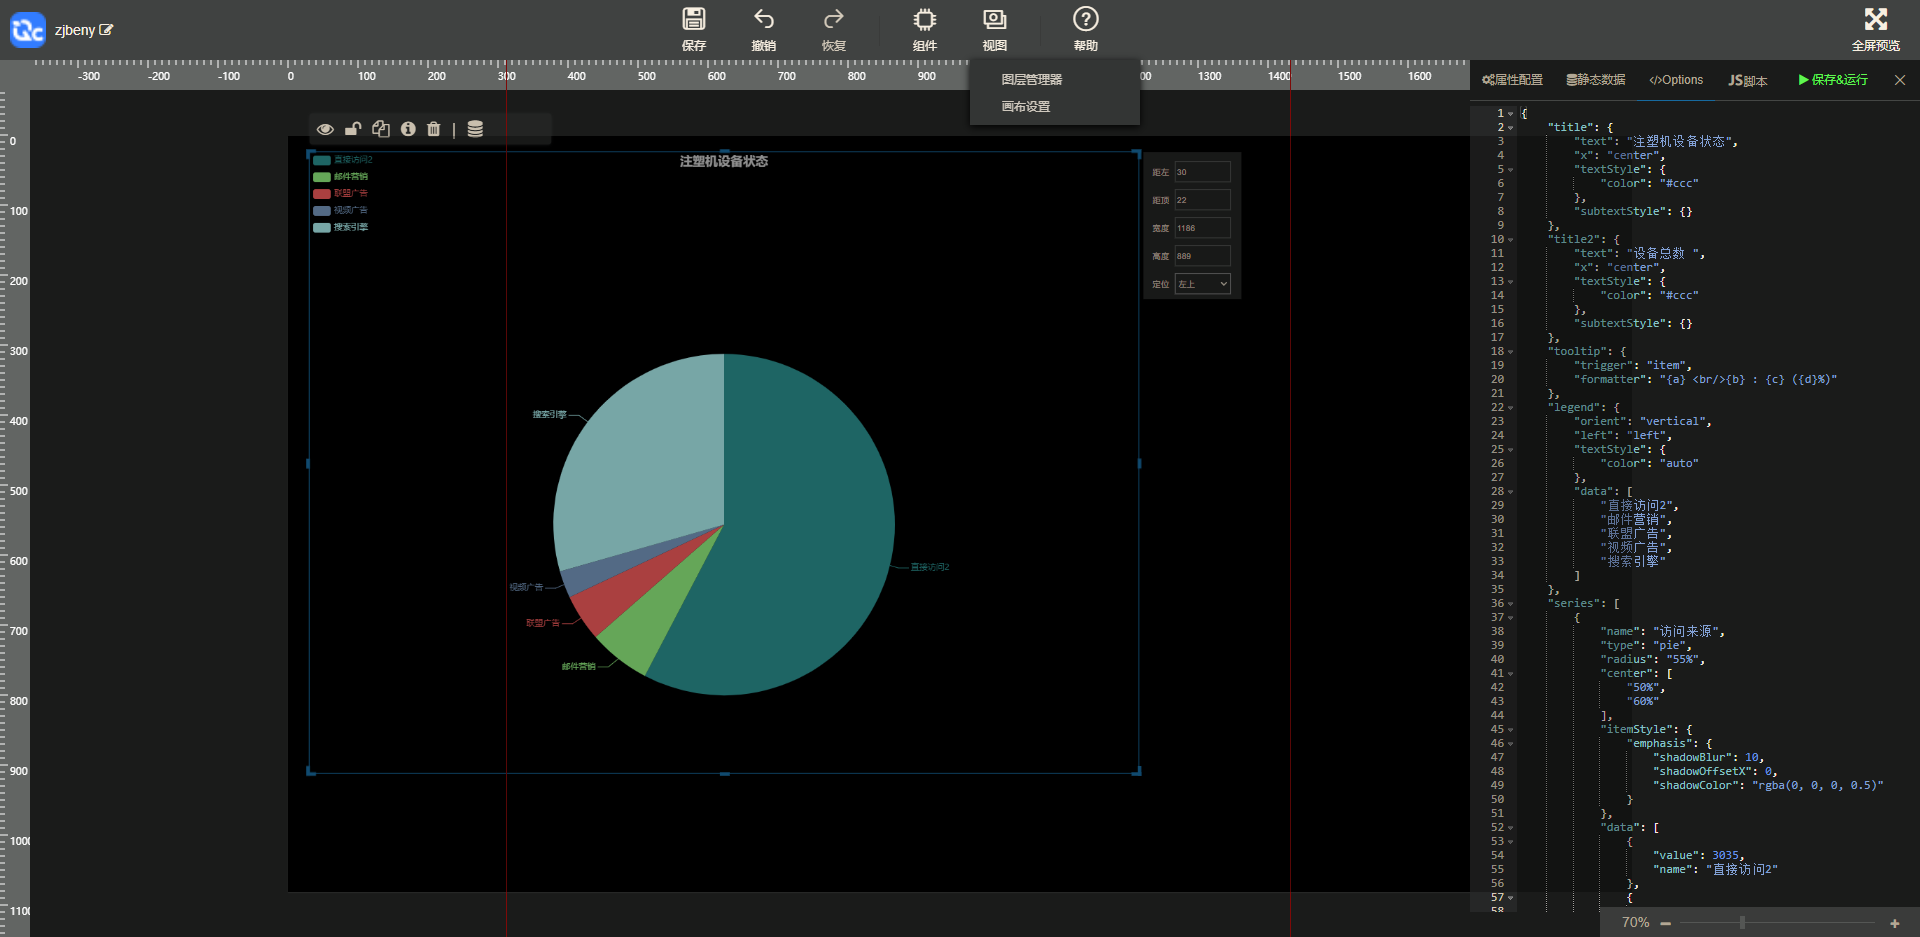 zjbeny
保存
撤销
恢复
组件
视图
帮助
全屏预览
-300 -200 -100 0 100 200 300 400 500 600 700 800 900 00 1300 1400 1500 1600
图层管理器
画布设置
属性配置
静态数据
</>Options
JS脚本
保存&运行
0
100
200
300
400
500
600
700
800
900
1000
1100
直接访问2
邮件营销
联盟广告
视频广告
搜索引擎
注塑机设备状态
距左 30
距顶 22
宽度 1186
高度 889
定位 左上
搜索引擎
视频广告
联盟广告
邮件营销
直接访问2
1 {
2 "title": {
3 "text": "注塑机设备状态",
4 "x": "center",
5 "textStyle": {
6 "color": "#ccc"
7 },
8 "subtextStyle": {}
9 },
10 "title2": {
11 "text": "设备总数 ",
12 "x": "center",
13 "textStyle": {
14 "color": "#ccc"
15 },
16 "subtextStyle": {}
17 },
18 "tooltip": {
19 "trigger": "item",
20 "formatter": "{a} <br/>{b} : {c} ({d}%)"
21 },
22 "legend": {
23 "orient": "vertical",
24 "left": "left",
25 "textStyle": {
26 "color": "auto"
27 },
28 "data": [
29 "直接访问2",
30 "邮件营销",
31 "联盟广告",
32 "视频广告",
33 "搜索引擎"
34 ]
35 },
36 "series": [
37 {
38 "name": "访问来源",
39 "type": "pie",
40 "radius": "55%",
41 "center": [
42 "50%",
43 "60%"
44 ],
45 "itemStyle": {
46 "emphasis": {
47 "shadowBlur": 10,
48 "shadowOffsetX": 0,
49 "shadowColor": "rgba(0, 0, 0, 0.5)"
50 }
51 },
52 "data": [
53 {
54 "value": 3035,
55 "name": "直接访问2"
56 },
57 {
58
70%